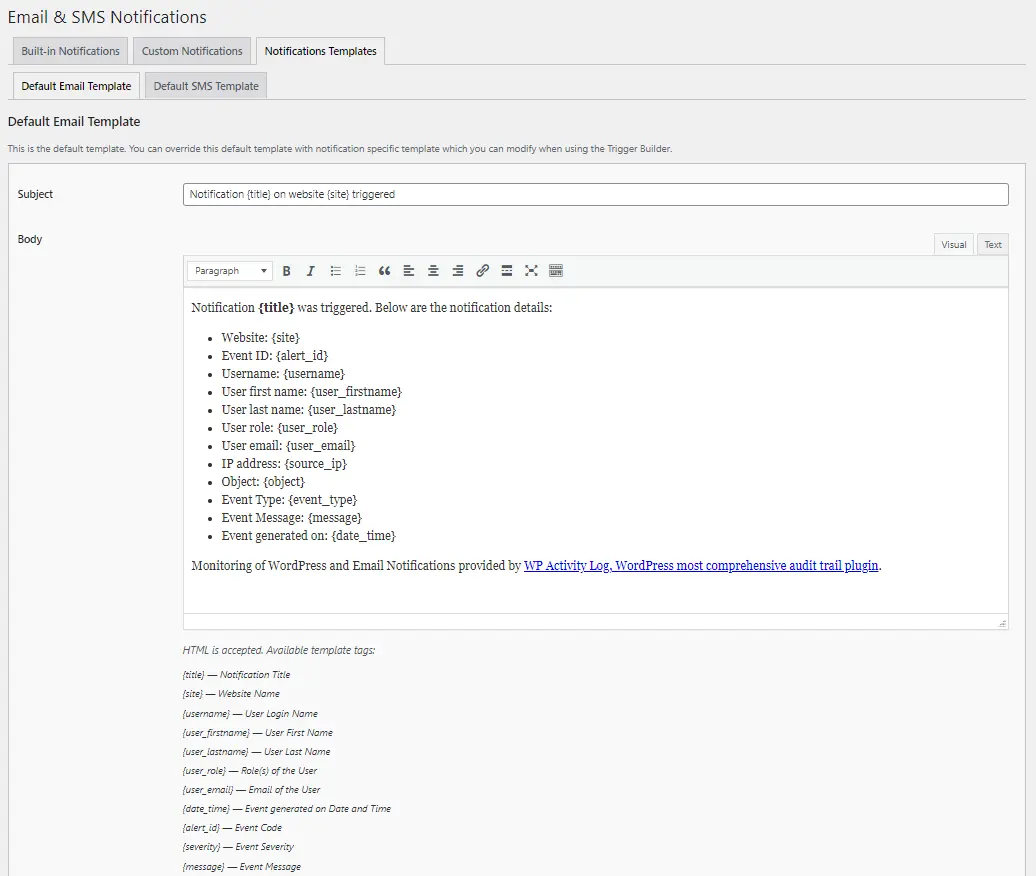 Email & SMS Notifications
Built-in Notifications Custom Notifications Notifications Templates
Default Email Template Default SMS Template
Default Email Template
This is the default template. You can override this default template with notification specific template which you can modify when using the Trigger Builder.
Subject
Notification {title} on website {site} triggered
Body
Visual Text
Paragraph B I
Notification {title} was triggered. Below are the notification details:
Website: {site}
Event ID: {alert_id}
Username: {username}
User first name: {user_firstname}
User last name: {user_lastname}
User role: {user_role}
User email: {user_email}
IP address: {source_ip}
Object: {object}
Event Type: {event_type}
Event Message: {message}
Event generated on: {date_time}
Monitoring of WordPress and Email Notifications provided by WP Activity Log, WordPress most comprehensive audit trail plugin.
HTML is accepted. Available template tags:
{title} — Notification Title
{site} — Website Name
{username} — User Login Name
{user_firstname} — User First Name
{user_lastname} — User Last Name
{user_role} — Role(s) of the User
{user_email} — Email of the User
{date_time} — Event generated on Date and Time
{alert_id} — Event Code
{severity} — Event Severity
{message} — Event Message